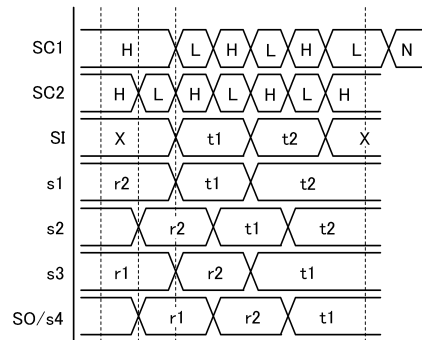 SC1 H L H L H L N
SC2 H L H L H L H
SI X t1 t2 X
s1 r2 t1 t2
s2 r2 t1 t2
s3 r1 r2 t1
SO/s4 r1 r2 t1